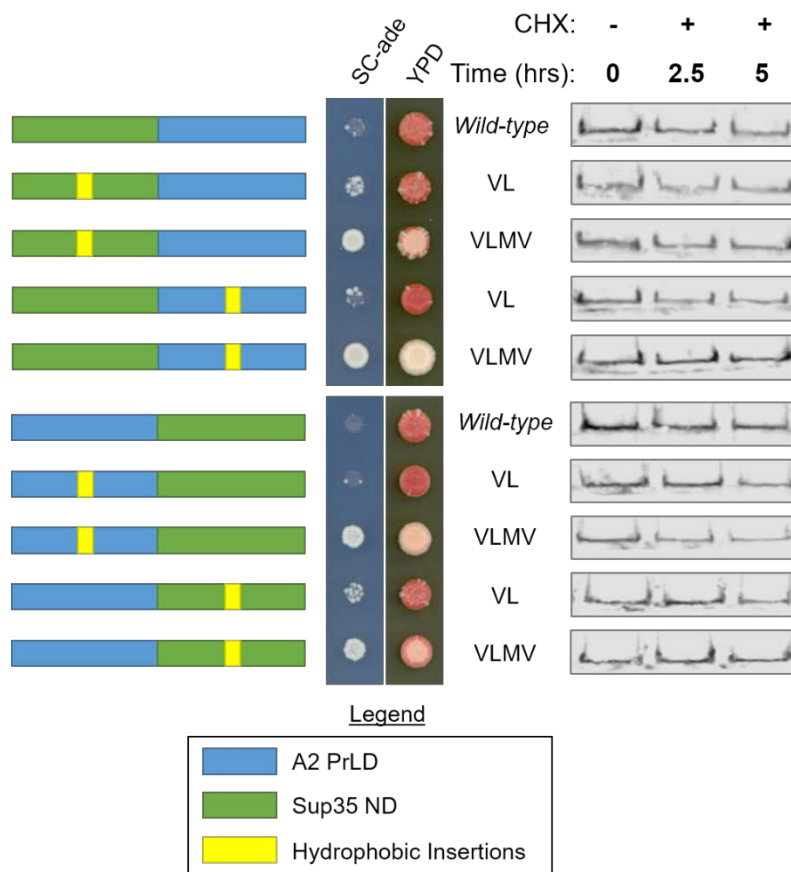 CHX: - + +
SC-ade YPD Time (hrs): 0 2.5 5
Wild-type
VL
VLMV
VL
VLMV
Wild-type
VL
VLMV
VL
VLMV
Legend
A2 PrLD
Sup35 ND
Hydrophobic Insertions